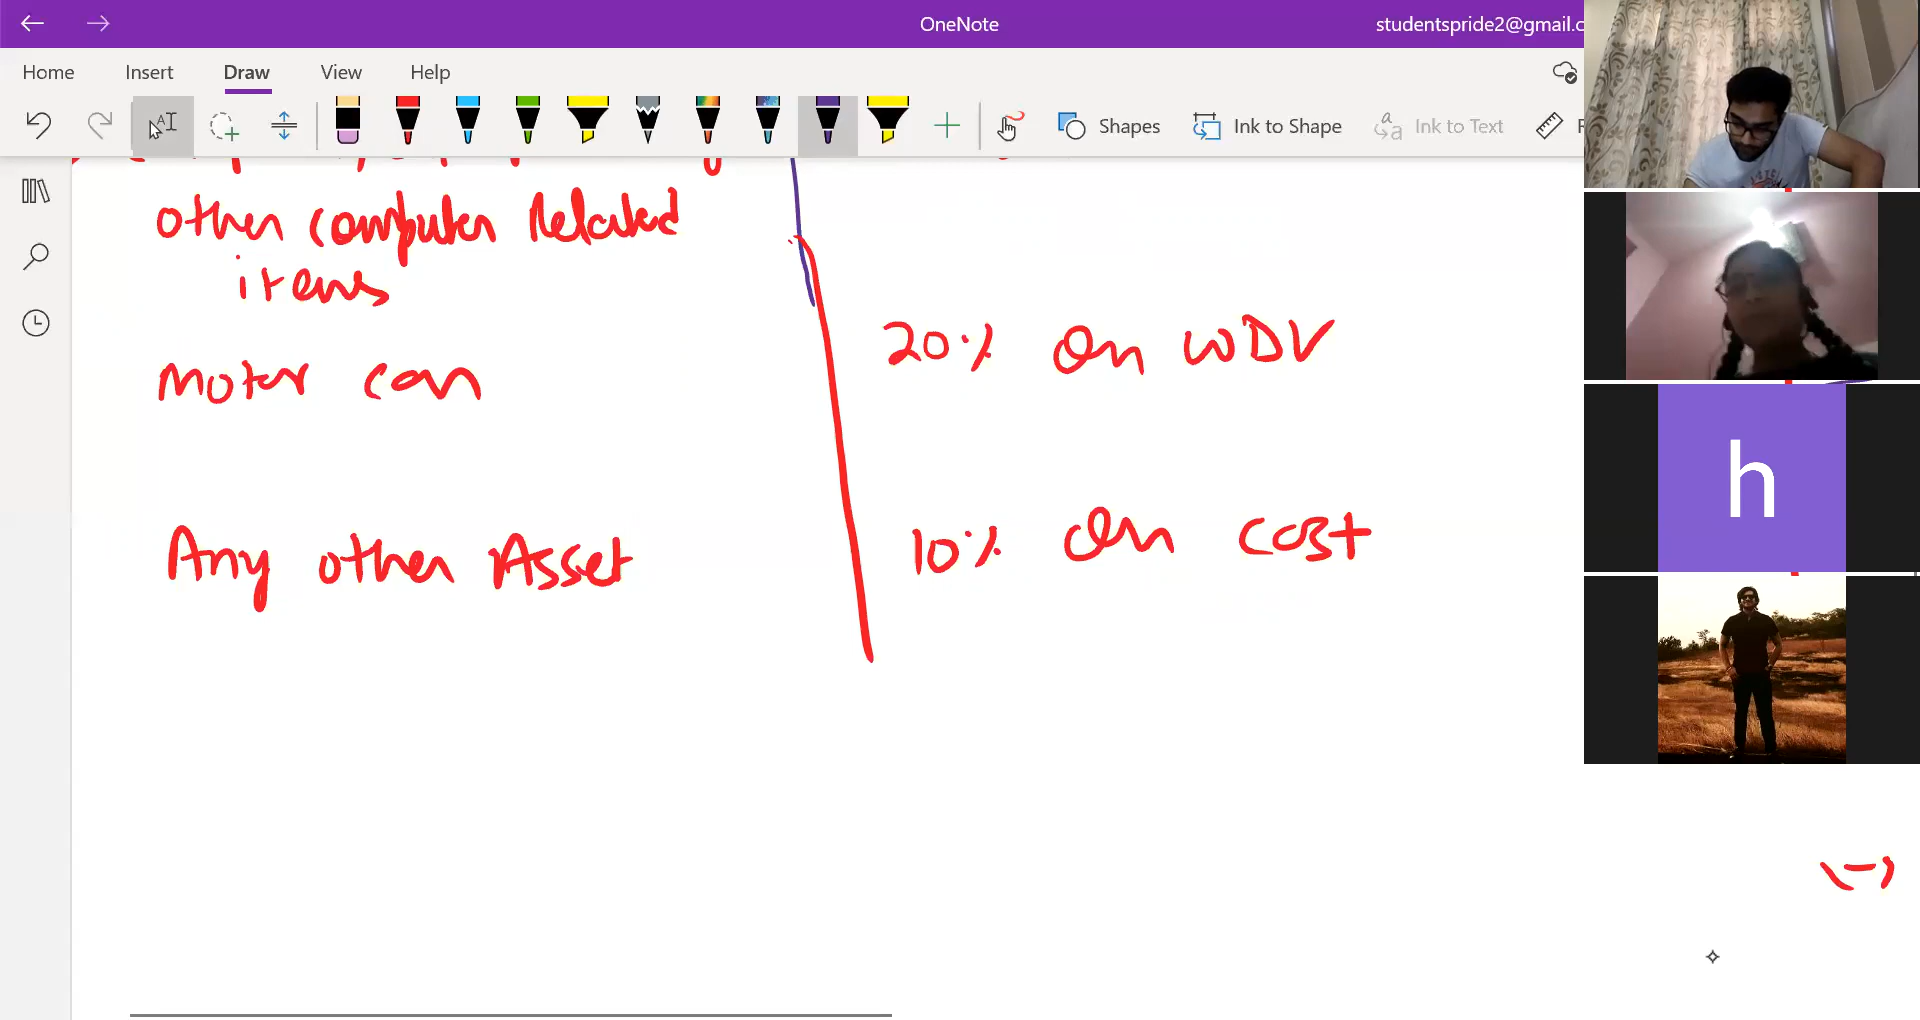 OneNote
studentspride2@gmail.c
Home Insert Draw View Help
Shapes Ink to Shape Ink to Text R
other computer Related
items
Motor car 20% On WDV
Any other Asset 10% On cost
(-)
h